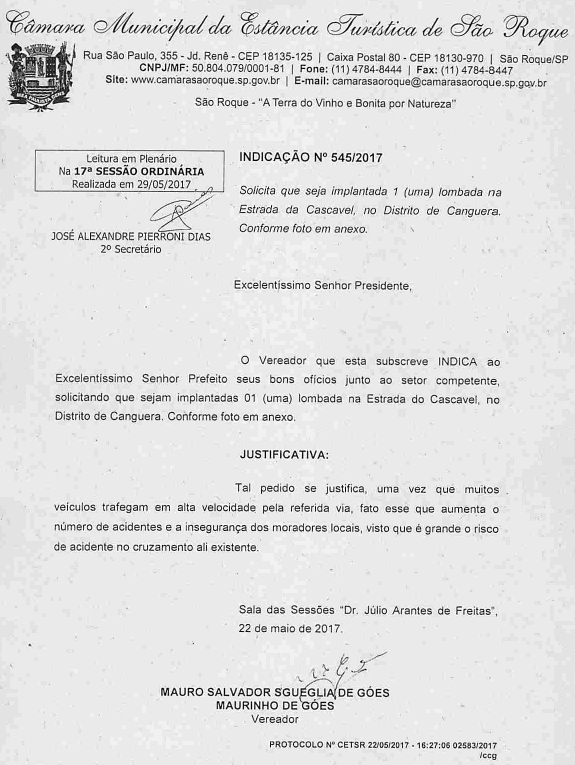 Câmara Municipal da Estância Turística de São Roque
Rua São Paulo, 355 - Jd. Renê - CEP 18135-125 | Caixa Postal 80 - CEP 18130-970 | São Roque/SP
CNPJ/MF: 50.804.079/0001-81 | Fone: (11) 4784-8444 | Fax: (11) 4784-8447
Site: www.camarasaoroque.sp.gov.br | E-mail: camarasaoroque@camarasaoroque.sp.gov.br
São Roque - "A Terra do Vinho e Bonita por Natureza"
Leitura em Plenário
Na 17ª SESSÃO ORDINÁRIA
Realizada em 29/05/2017
JOSÉ ALEXANDRE PIERRONI DIAS
2º Secretário
INDICAÇÃO Nº 545/2017
Solicita que seja implantada 1 (uma) lombada na
Estrada da Cascavel, no Distrito de Canguera.
Conforme foto em anexo.
Excelentíssimo Senhor Presidente,
O Vereador que esta subscreve INDICA ao
Excelentíssimo Senhor Prefeito seus bons ofícios junto ao setor competente,
solicitando que sejam implantadas 01 (uma) lombada na Estrada do Cascavel, no
Distrito de Canguera. Conforme foto em anexo.
JUSTIFICATIVA:
Tal pedido se justifica, uma vez que muitos
veículos trafegam em alta velocidade pela referida via, fato esse que aumenta o
número de acidentes e a insegurança dos moradores locais, visto que é grande o risco
de acidente no cruzamento ali existente.
Sala das Sessões "Dr. Júlio Arantes de Freitas",
22 de maio de 2017.
MAURO SALVADOR SGUEGLIA DE GÓES
MAURINHO DE GÓES
Vereador
PROTOCOLO Nº CETSR 22/05/2017 - 16:27:06 02583/2017
/ccg